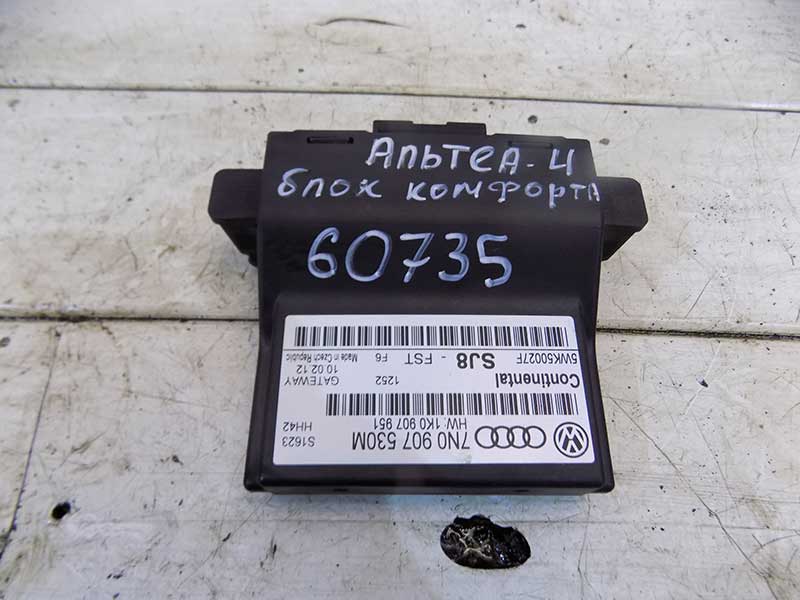 Альтеа-4
блок комфорта
60735
7N0 907 530M
HW: 1K0 907 951
S1623
HH42
Continental
SJ8 - FST F6
1252
GATEWAY
5WK50027F
10.02.12
Made in Czech Republic